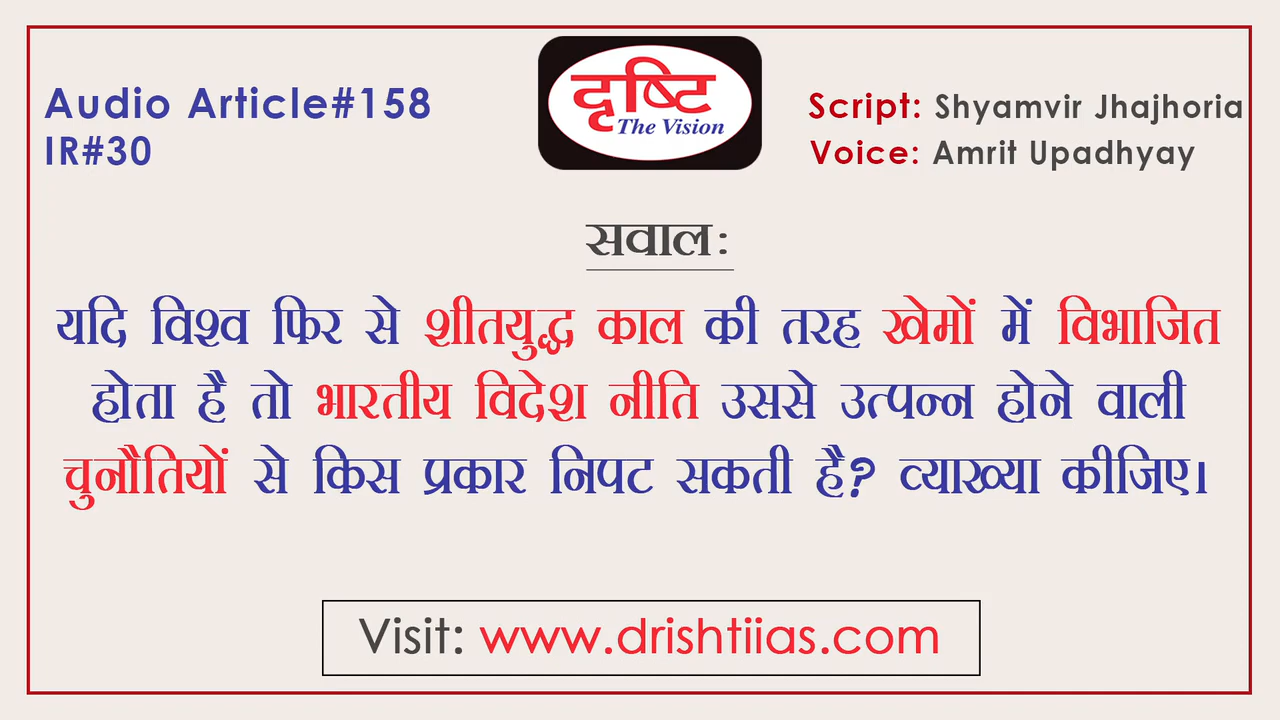 Audio Article#158
IR#30
दृष्टि
The Vision
Script: Shyamvir Jhajhoria
Voice: Amrit Upadhyay
सवाल:
यदि विश्व फिर से शीतयुद्ध काल की तरह खेमों में विभाजित
होता है तो भारतीय विदेश नीति उससे उत्पन्न होने वाली
चुनौतियों से किस प्रकार निपट सकती है? व्याख्या कीजिए।
Visit: www.drishtiias.com